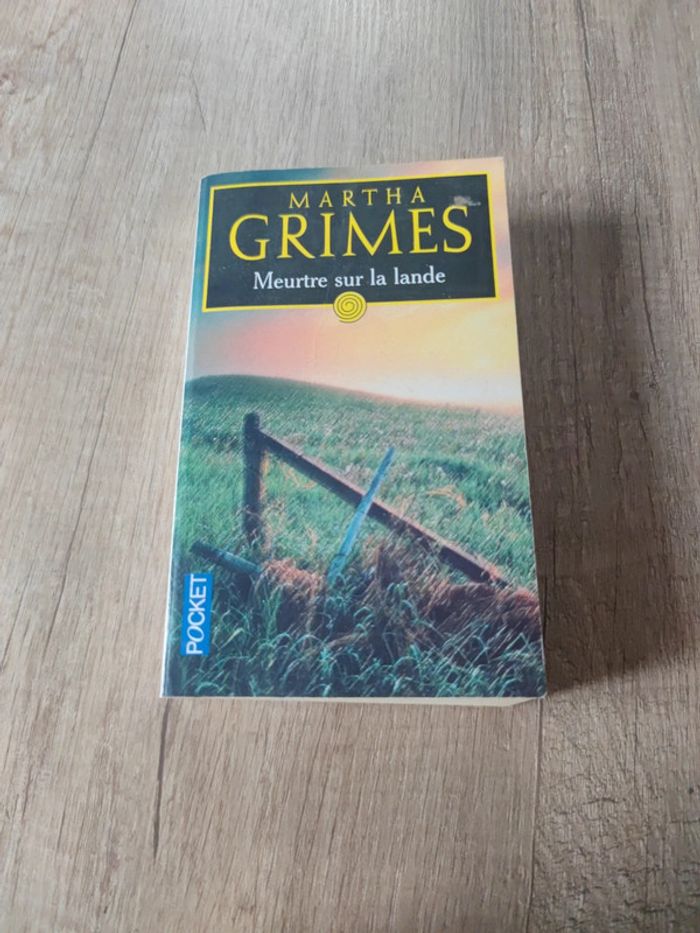 MARTHA
GRIMES
Meurtre sur la lande
POCKET